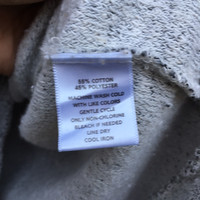 55% COTTON
45% POLYESTER
MACHINE WASH COLD
WITH LIKE COLORS
GENTLE CYCLE
ONLY NON-CHLORINE
BLEACH IF NEEDED
LINE DRY
COOL IRON